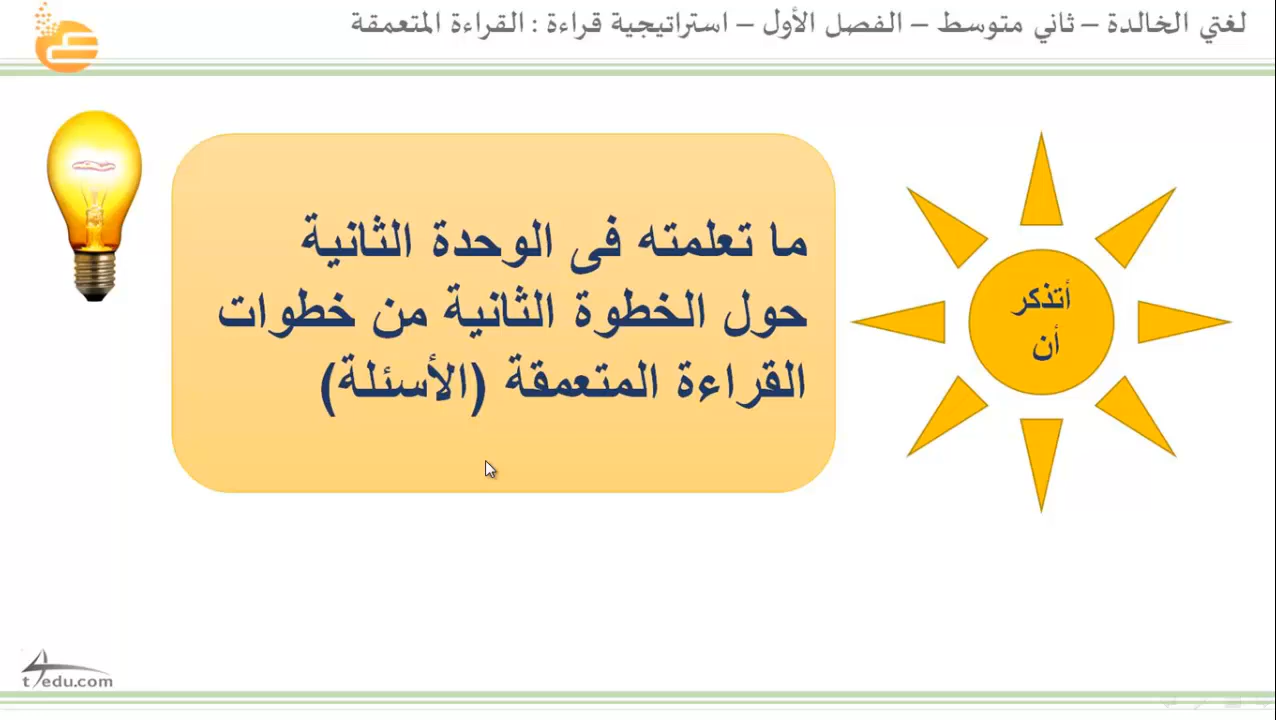 لغتي الخالدة – ثاني متوسط – الفصل الأول – استراتيجية قراءة : القراءة المتعمقة
أتذكر
أن
ما تعلمته فى الوحدة الثانية
حول الخطوة الثانية من خطوات
القراءة المتعمقة (الأسئلة)
t4edu.com